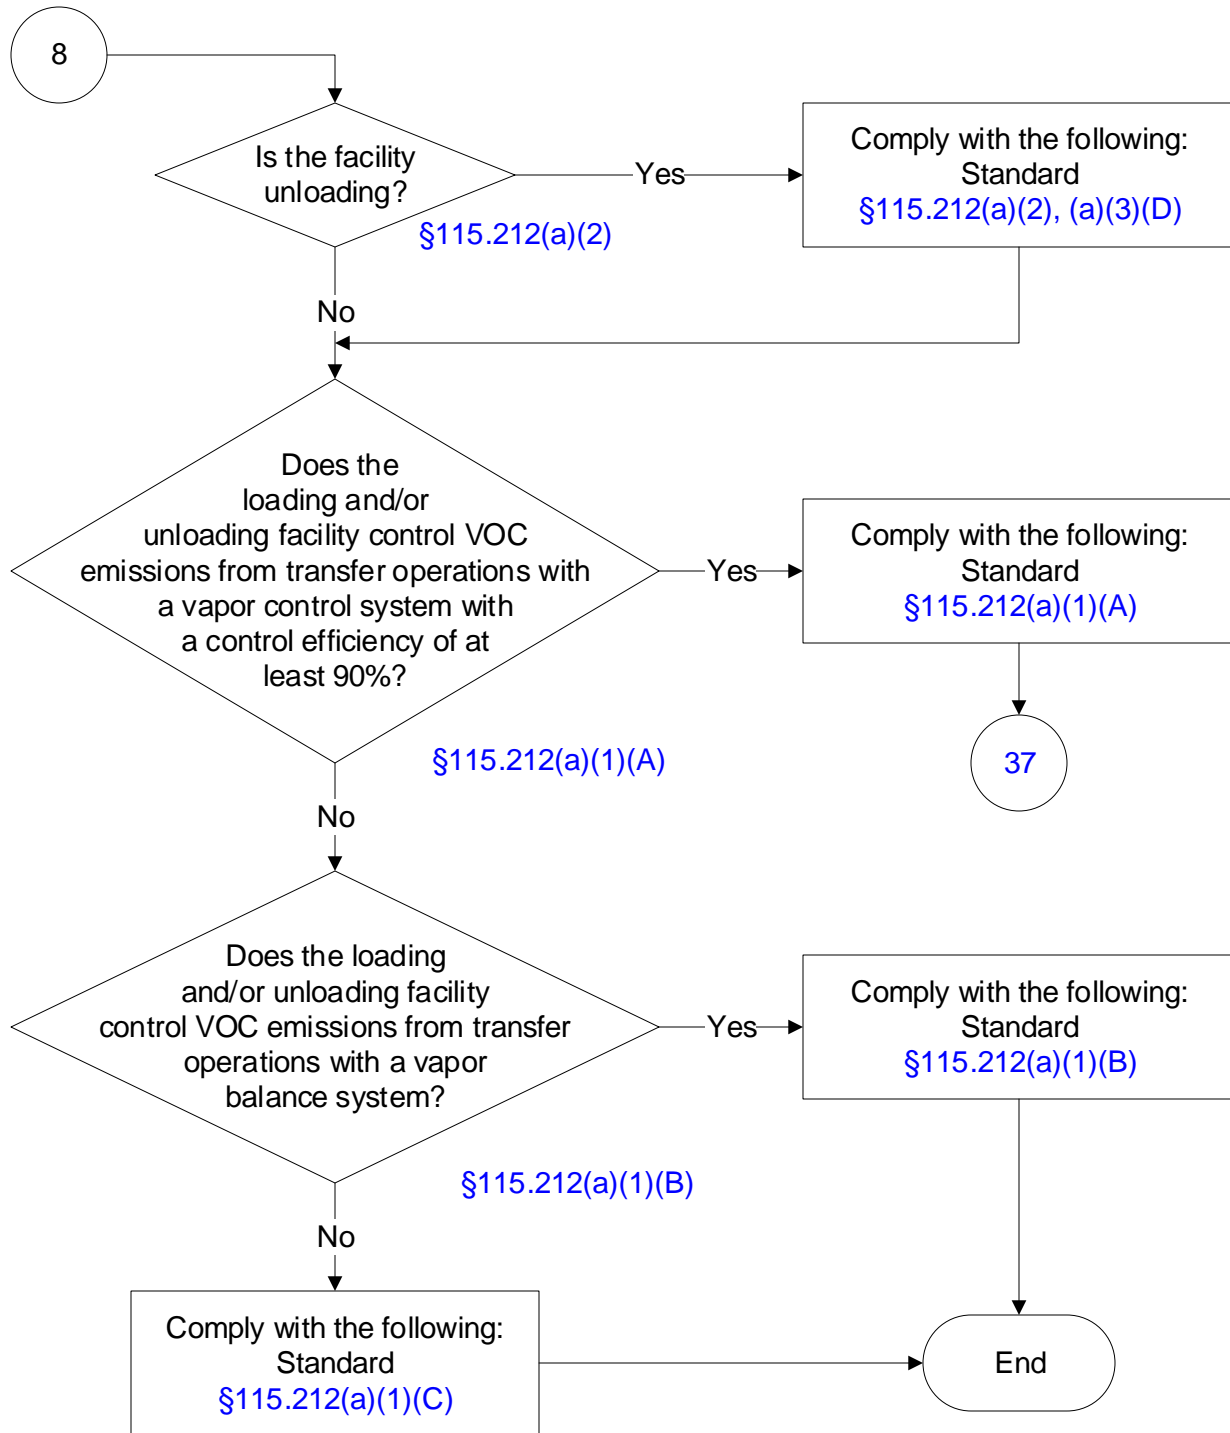 8
Is the facility
unloading?
Yes
Comply with the following:
Standard
§115.212(a)(2), (a)(3)(D)
§115.212(a)(2)
No
Does the
loading and/or
unloading facility control VOC
emissions from transfer operations with
a vapor control system with
a control efficiency of at
least 90%?
Yes
Comply with the following:
Standard
§115.212(a)(1)(A)
§115.212(a)(1)(A)
37
No
Does the loading
and/or unloading facility
control VOC emissions from transfer
operations with a vapor
balance system?
Yes
Comply with the following:
Standard
§115.212(a)(1)(B)
§115.212(a)(1)(B)
No
Comply with the following:
Standard
§115.212(a)(1)(C)
End